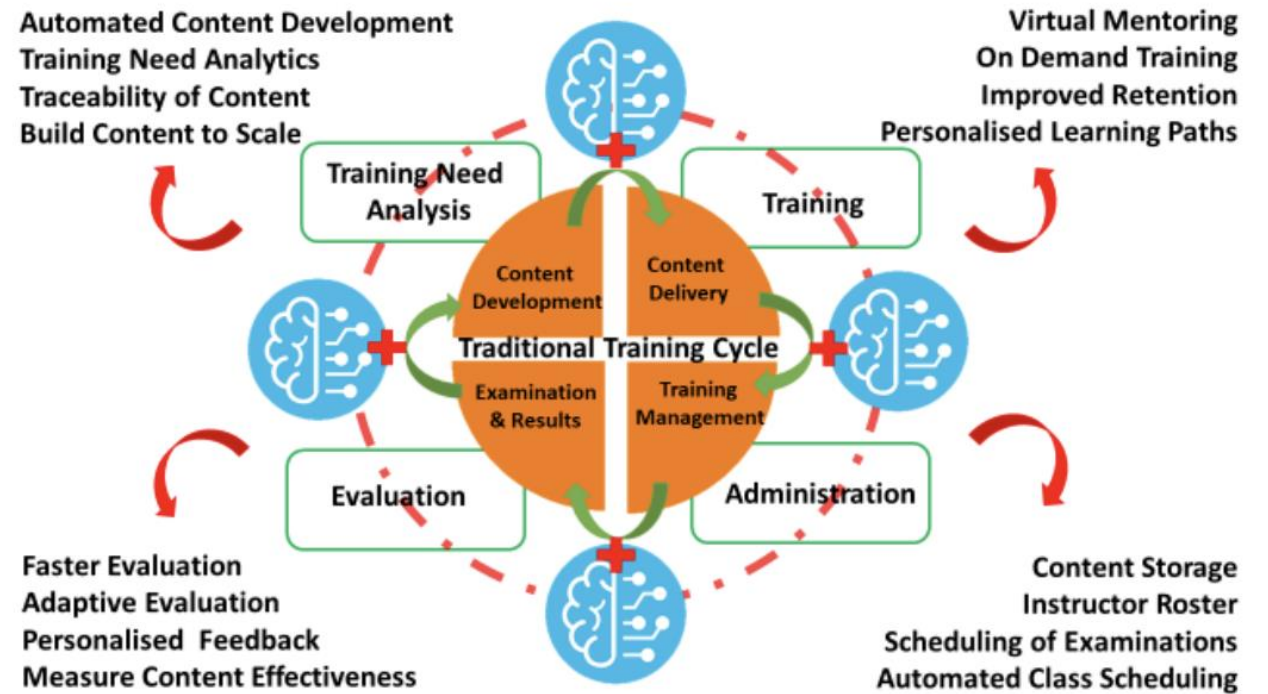 Automated Content Development
Training Need Analytics
Traceability of Content
Build Content to Scale
Virtual Mentoring
On Demand Training
Improved Retention
Personalised Learning Paths
Training Need
Analysis
Training
Content
Development
Content
Delivery
Traditional Training Cycle
Examination
& Results
Training
Management
Evaluation
Administration
Faster Evaluation
Adaptive Evaluation
Personalised Feedback
Measure Content Effectiveness
Content Storage
Instructor Roster
Scheduling of Examinations
Automated Class Scheduling